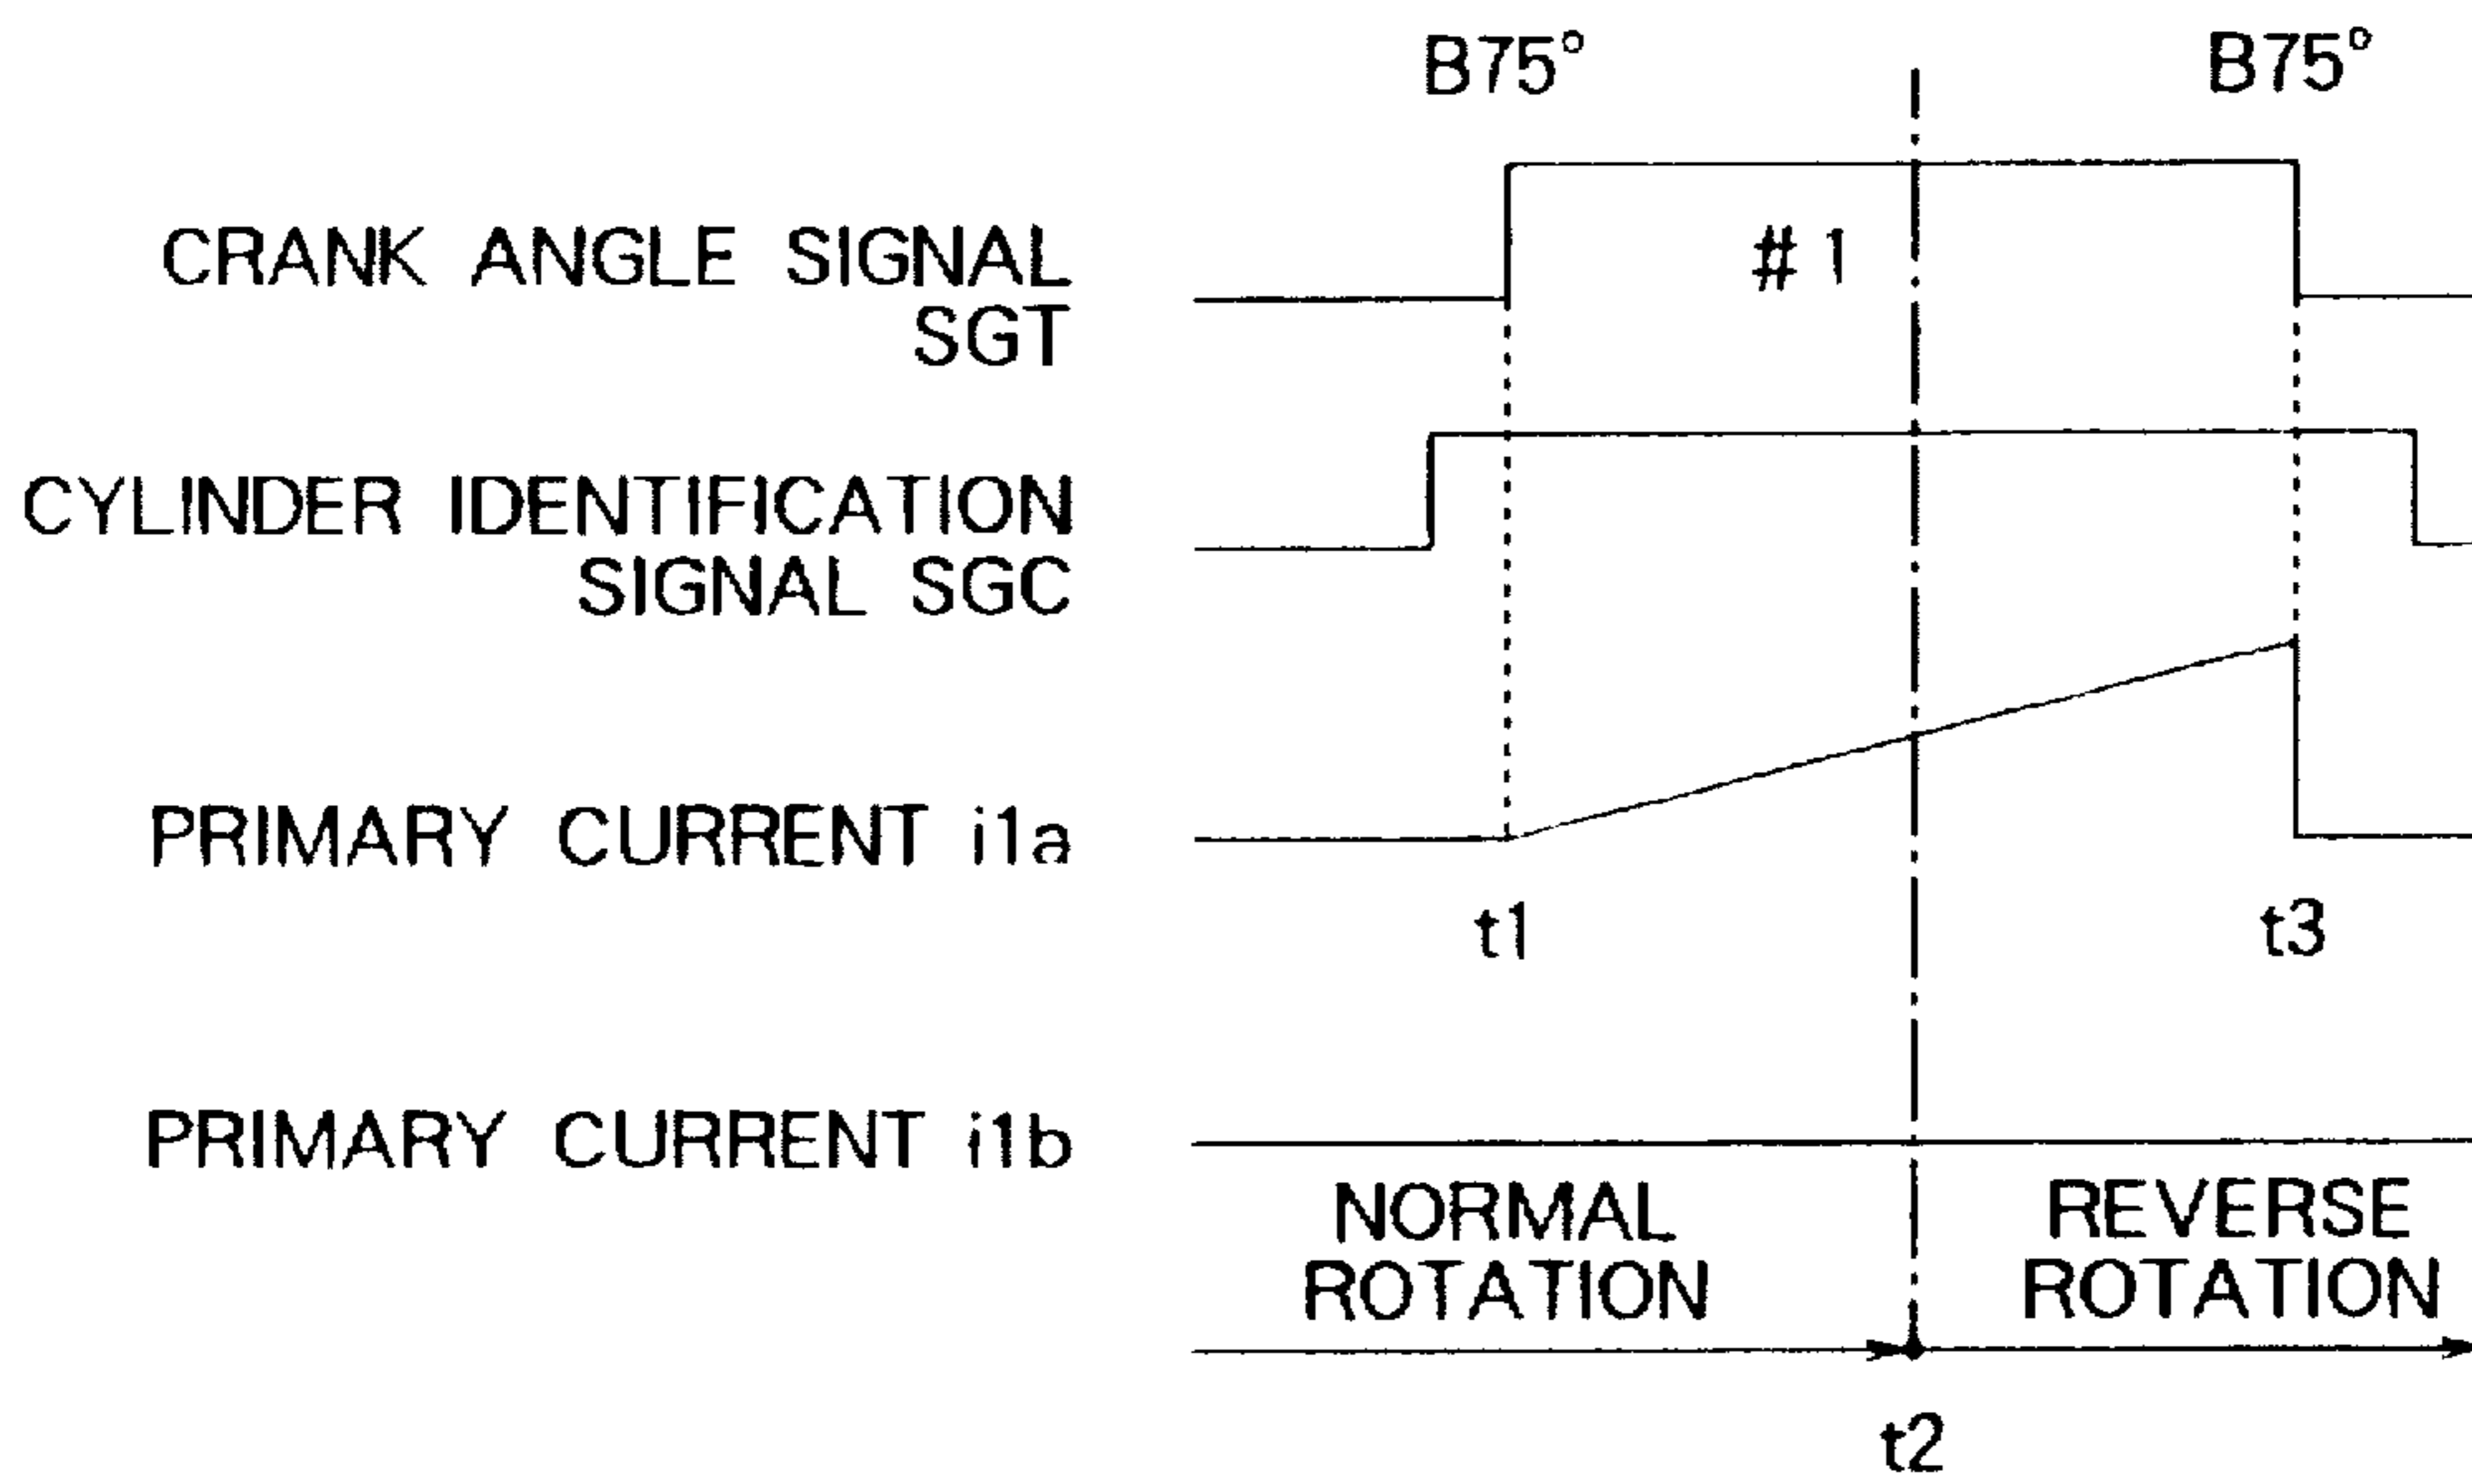 B75° B75°
CRANK ANGLE SIGNAL
SGT
#1
CYLINDER IDENTIFICATION
SIGNAL SGC
PRIMARY CURRENT i1a
t1 t3
PRIMARY CURRENT i1b
NORMAL
ROTATION
REVERSE
ROTATION
t2